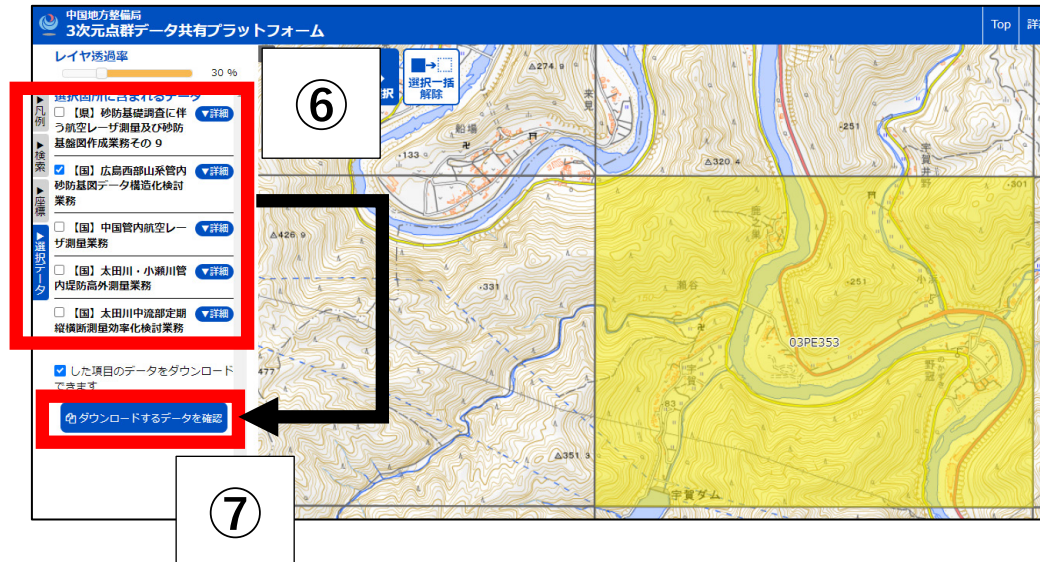 中国地方整備局
3次元点群データ共有プラットフォーム
Top
レイヤ透過率
30 %
選択図所に含まれるデータ
▶凡例
▶検索
▶座標
▶選択データ
【県】砂防基礎調査に伴
う航空レーザ測量及び砂防
基盤図作成業務その 9
▼詳細
【国】広島西部山系管内
砂防基図データ構造化検討
業務
▼詳細
【国】中国管内航空レー
ザ測量業務
▼詳細
【国】太田川・小瀬川管
内堤防高外測量業務
▼詳細
【国】太田川中流部定期
縦横断測量効率化検討業務
▼詳細
した項目のデータをダウンロード
できます
ダウンロードするデータを確認
⑥
⑦
択
選択一括
解除
△274.9
来見
船場
・133
△320.4
・251
宇賀井野
・301
△426.9
・331
瀬谷
・251
03PE353
野冠
477
宇賀
△351.3
宇賀ダム